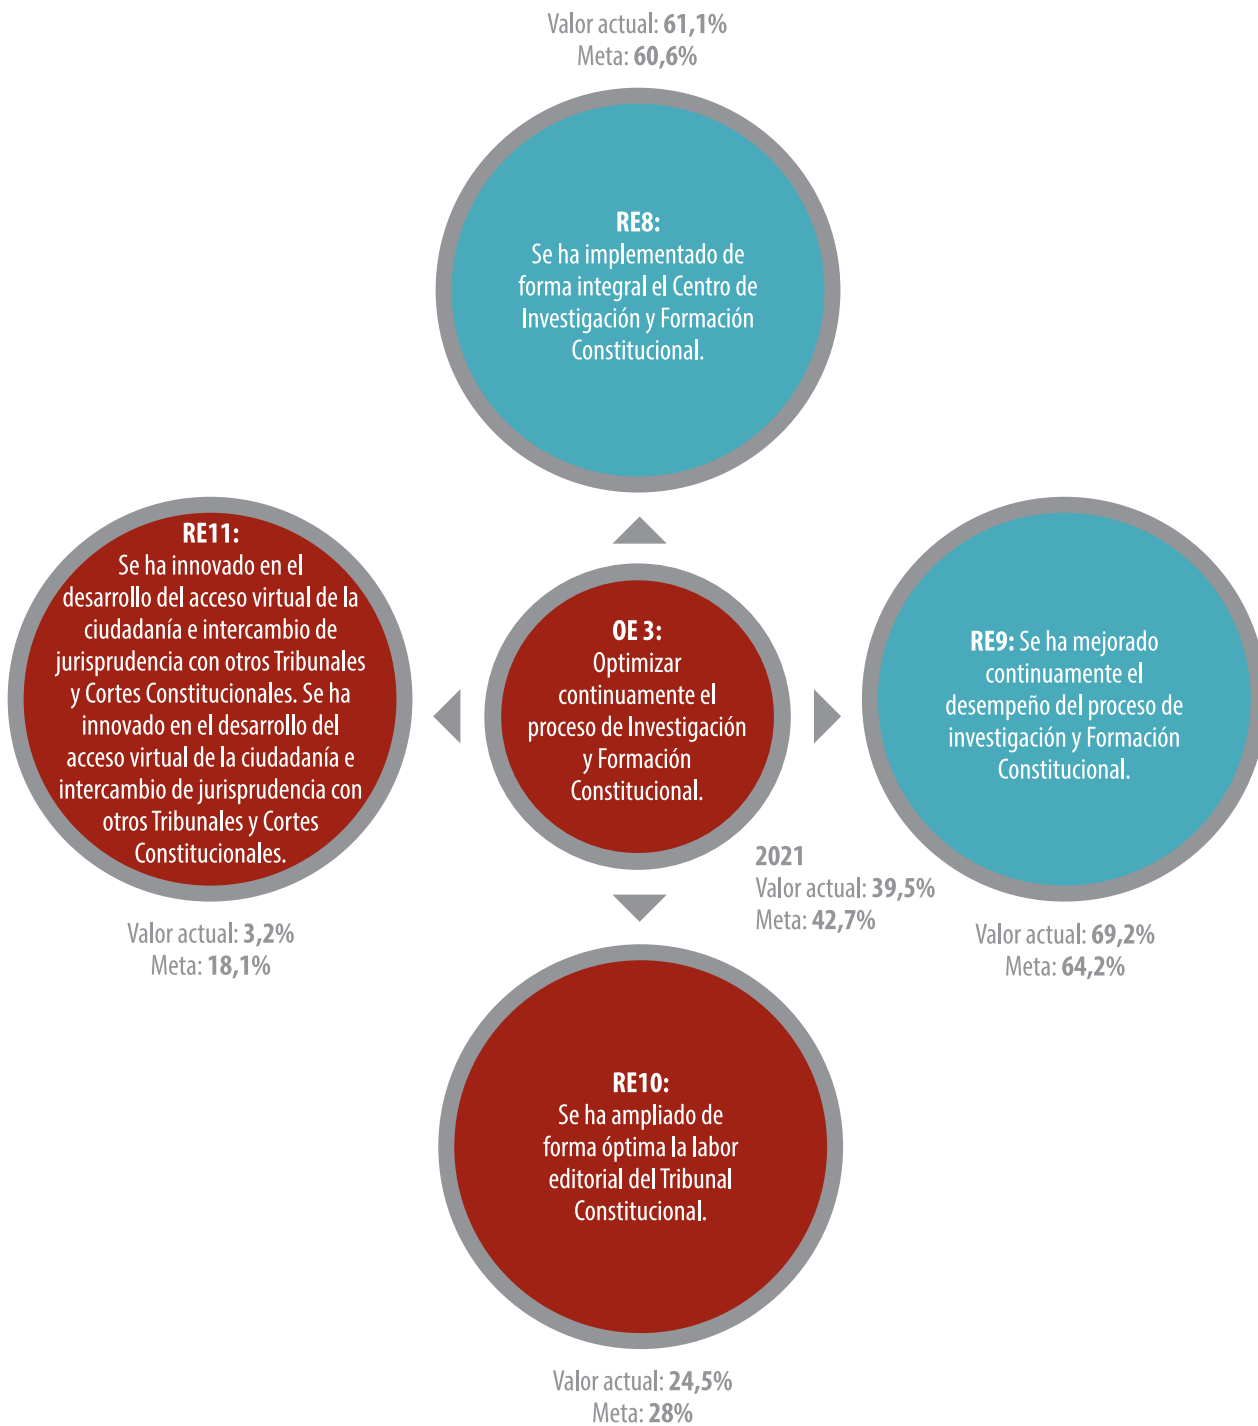 Valor actual: 61,1%
Meta: 60,6%
RE8:
Se ha implementado de
forma integral el Centro de
Investigación y Formación
Constitucional.
RE11:
Se ha innovado en el
desarrollo del acceso virtual de la
ciudadanía e intercambio de
jurisprudencia con otros Tribunales
y Cortes Constitucionales. Se ha
innovado en el desarrollo del
acceso virtual de la ciudadanía e
intercambio de jurisprudencia con
otros Tribunales y Cortes
Constitucionales.
Valor actual: 3,2%
Meta: 18,1%
OE 3:
Optimizar
continuamente el
proceso de Investigación
y Formación
Constitucional.
2021
Valor actual: 39,5%
Meta: 42,7%
RE9: Se ha mejorado
continuamente el
desempeño del proceso de
investigación y Formación
Constitucional.
Valor actual: 69,2%
Meta: 64,2%
RE10:
Se ha ampliado de
forma óptima la labor
editorial del Tribunal
Constitucional.
Valor actual: 24,5%
Meta: 28%